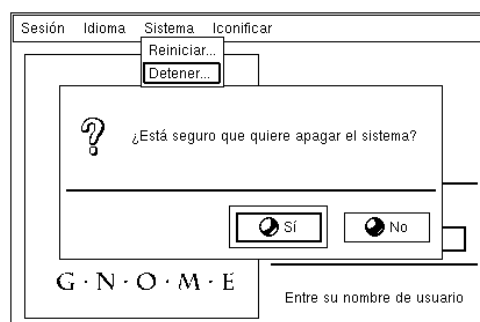 Sesión Idioma Sistema Iconificar
Reiniciar...
Detener...
¿Está seguro que quiere apagar el sistema?
Sí No
G · N · O · M · E
Entre su nombre de usuario